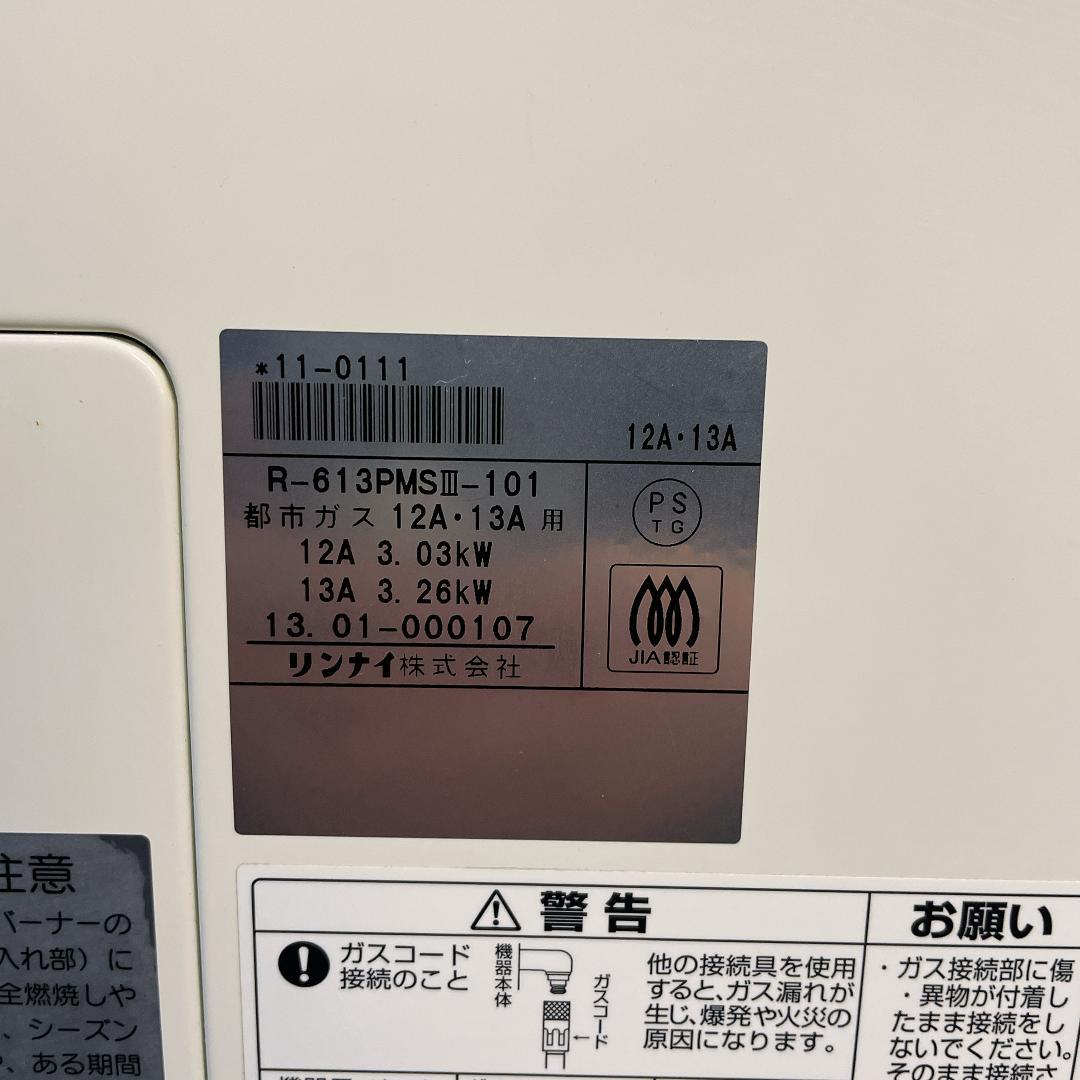 *11-0111
12A・13A
R-613PMSⅢ-101
都市ガス 12A・13A 用
12A 3.03kW
13A 3.26kW
13.01-000107
リンナイ株式会社
PS
TG
JIA認証
注意
バーナーの
入れ部）に
全燃焼しや
、シーズン
、ある期間
警告
ガスコード
接続のこと
機器本体
ガスコード
他の接続具を使用
すると、ガス漏れが
生じ、爆発や火災の
原因になります。
お願い
・ガス接続部に傷
・異物が付着し
たまま接続をし
ないでください。
そのまま接続さ